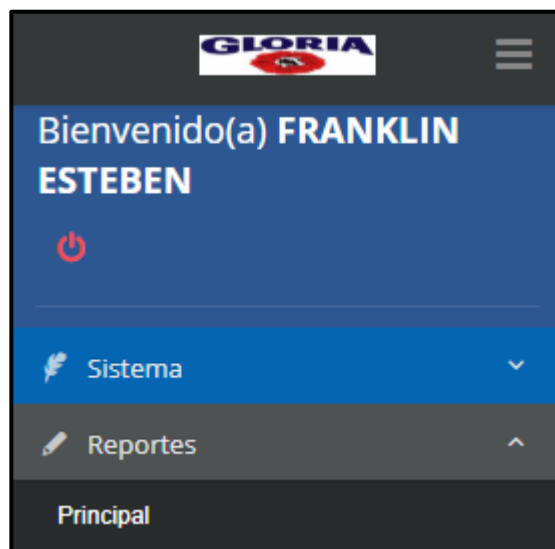 GLORIA
Bienvenido(a) FRANKLIN
ESTEBEN
Sistema
Reportes
Principal